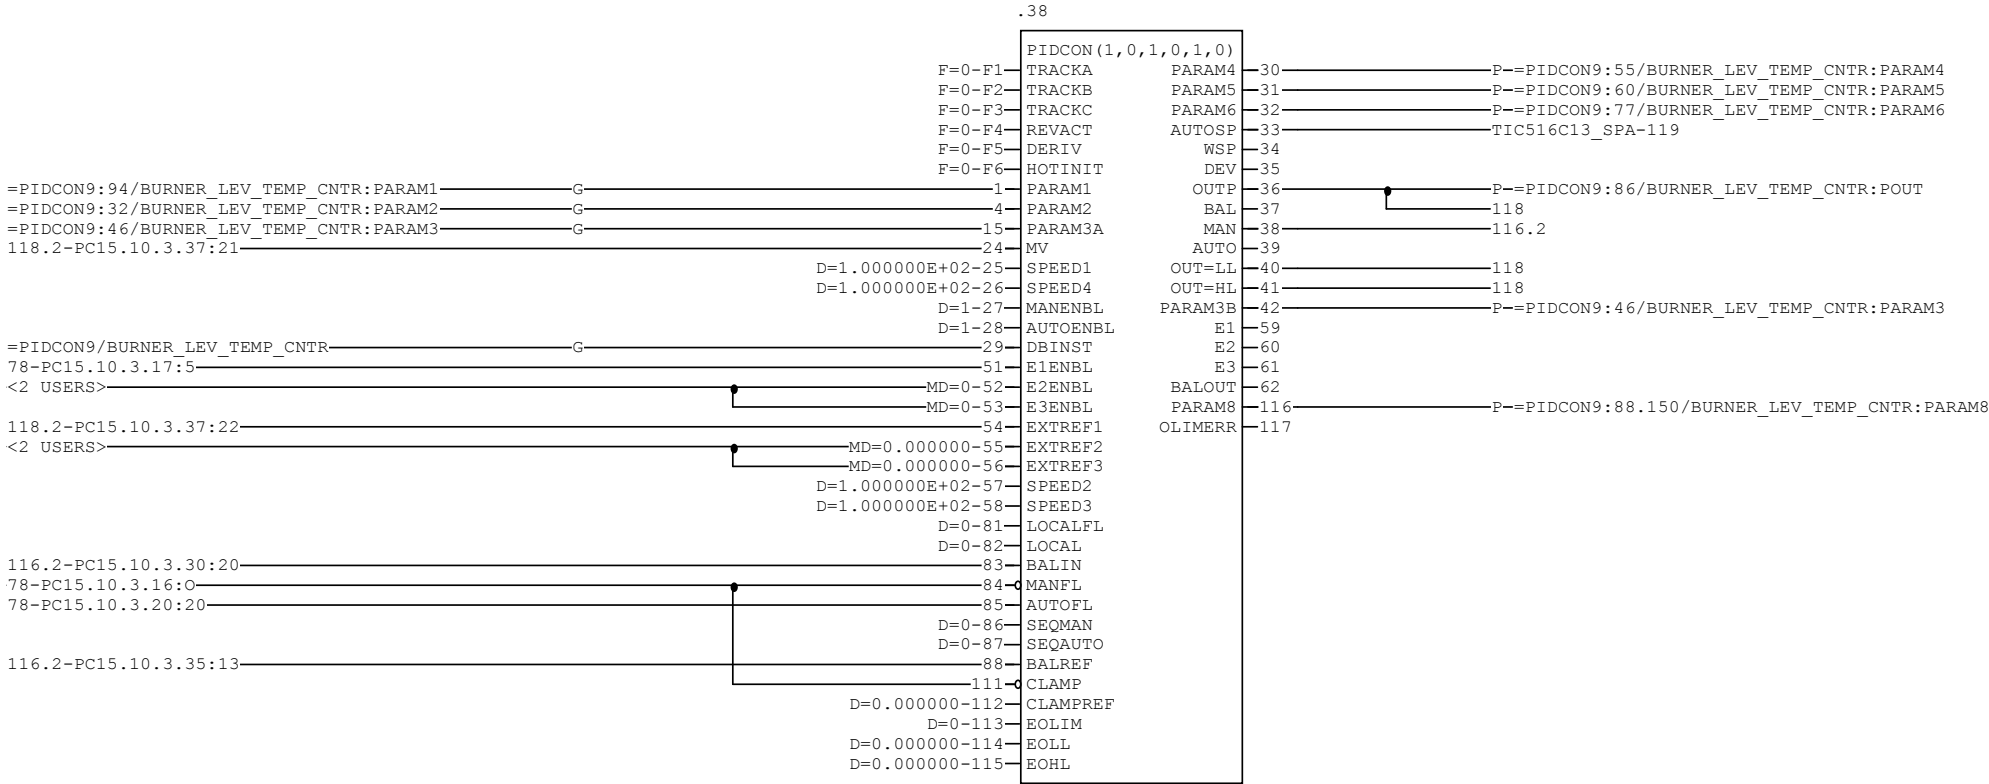 .38
PIDCON(1,0,1,0,1,0)
F=0-F1 TRACKA PARAM4 30 P-=PIDCON9:55/BURNER_LEV_TEMP_CNTR:PARAM4
F=0-F2 TRACKB PARAM5 31 P-=PIDCON9:60/BURNER_LEV_TEMP_CNTR:PARAM5
F=0-F3 TRACKC PARAM6 32 P-=PIDCON9:77/BURNER_LEV_TEMP_CNTR:PARAM6
F=0-F4 REVACT AUTOSP 33 TIC516C13_SPA-119
F=0-F5 DERIV WSP 34
F=0-F6 HOTINIT DEV 35
=PIDCON9:94/BURNER_LEV_TEMP_CNTR:PARAM1 G 1 PARAM1 OUTP 36 P-=PIDCON9:86/BURNER_LEV_TEMP_CNTR:POUT
=PIDCON9:32/BURNER_LEV_TEMP_CNTR:PARAM2 G 4 PARAM2 BAL 37 118
=PIDCON9:46/BURNER_LEV_TEMP_CNTR:PARAM3 G 15 PARAM3A MAN 38 116.2
118.2-PC15.10.3.37:21 24 MV AUTO 39
D=1.000000E+02-25 SPEED1 OUT=LL 40 118
D=1.000000E+02-26 SPEED4 OUT=HL 41 118
D=1-27 MANENBL PARAM3B 42 P-=PIDCON9:46/BURNER_LEV_TEMP_CNTR:PARAM3
D=1-28 AUTOENBL E1 59
=PIDCON9/BURNER_LEV_TEMP_CNTR G 29 DBINST E2 60
78-PC15.10.3.17:5 51 E1ENBL E3 61
<2 USERS> MD=0-52 E2ENBL BALOUT 62
MD=0-53 E3ENBL PARAM8 116 P-=PIDCON9:88.150/BURNER_LEV_TEMP_CNTR:PARAM8
118.2-PC15.10.3.37:22 54 EXTREF1 OLIMERR 117
<2 USERS> MD=0.000000-55 EXTREF2
MD=0.000000-56 EXTREF3
D=1.000000E+02-57 SPEED2
D=1.000000E+02-58 SPEED3
D=0-81 LOCALFL
D=0-82 LOCAL
116.2-PC15.10.3.30:20 83 BALIN
78-PC15.10.3.16:O 84 MANFL
78-PC15.10.3.20:20 85 AUTOFL
D=0-86 SEQMAN
D=0-87 SEQAUTO
116.2-PC15.10.3.35:13 88 BALREF
111 CLAMP
D=0.000000-112 CLAMPREF
D=0-113 EOLIM
D=0.000000-114 EOLL
D=0.000000-115 EOHL